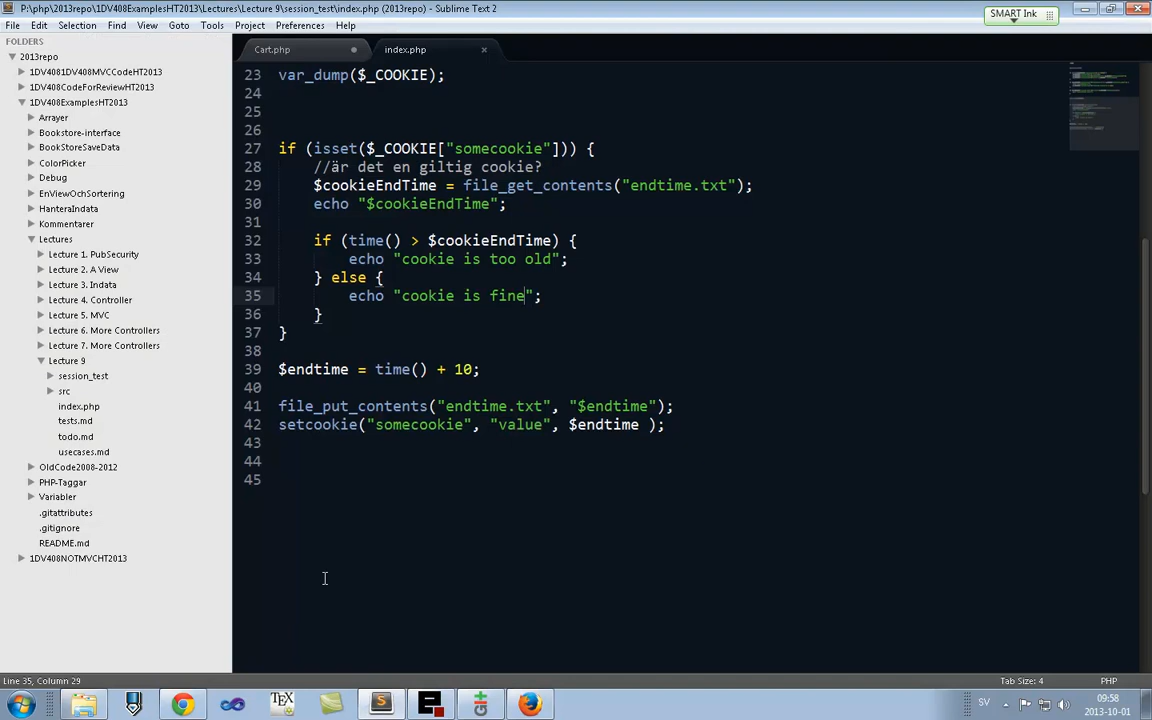 P:\php\2013repo\1DV408ExamplesHT2013\Lectures\Lecture 9\session_test\index.php (2013repo) - Sublime Text 2
SMART Ink
File Edit Selection Find View Goto Tools Project Preferences Help
FOLDERS
2013repo
1DV4081DV408MVCCodeHT2013
1DV408CodeForReviewHT2013
1DV408ExamplesHT2013
Arrayer
Bookstore-interface
BookStoreSaveData
ColorPicker
Debug
EnViewOchSortering
HanteraIndata
Kommentarer
Lectures
Lecture 1. PubSecurity
Lecture 2. A View
Lecture 3. Indata
Lecture 4. Controller
Lecture 5. MVC
Lecture 6. More Controllers
Lecture 7. More Controllers
Lecture 9
session_test
src
index.php
tests.md
todo.md
usecases.md
OldCode2008-2012
PHP-Taggar
Variabler
.gitattributes
.gitignore
README.md
1DV408NOTMVCHT2013
Cart.php index.php
23 var_dump($_COOKIE);
24
25
26
27 if (isset($_COOKIE["somecookie"])) {
28 //är det en giltig cookie?
29 $cookieEndTime = file_get_contents("endtime.txt");
30 echo "$cookieEndTime";
31
32 if (time() > $cookieEndTime) {
33 echo "cookie is too old";
34 } else {
35 echo "cookie is fine";
36 }
37 }
38
39 $endtime = time() + 10;
40
41 file_put_contents("endtime.txt", "$endtime");
42 setcookie("somecookie", "value", $endtime );
43
44
45
Line 35, Column 29 Tab Size: 4 PHP
TEX
SV
09:58
2013-10-01